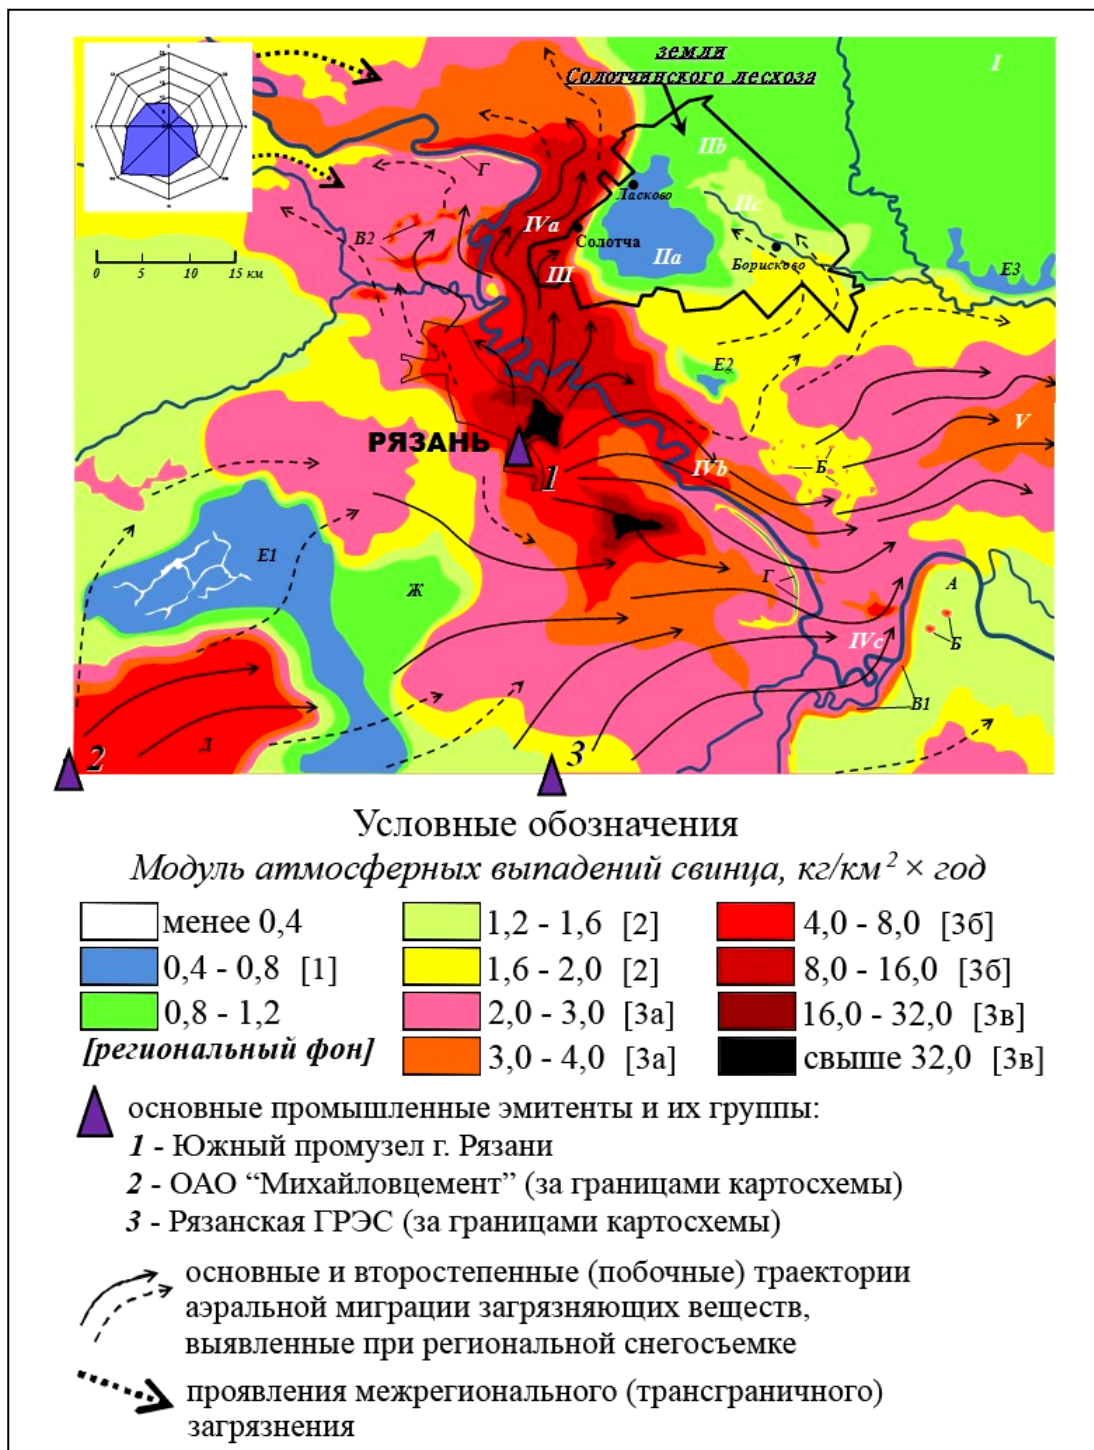 земли
Солотчинского лесхоза
I
IIb
Г
Ласково
IIc
IVa
В2
Солотча
IIa
Борисково
Е3
III
0 5 10 15 км
Е2
V
РЯЗАНЬ
IVb
Б
1
Е1
Г
А
Ж
IVc
Б
В1
Д
2
3
Условные обозначения
Модуль атмосферных выпадений свинца, кг/км² × год
менее 0,4
1,2 - 1,6 [2]
4,0 - 8,0 [3б]
0,4 - 0,8 [1]
1,6 - 2,0 [2]
8,0 - 16,0 [3б]
0,8 - 1,2
2,0 - 3,0 [3а]
16,0 - 32,0 [3в]
[региональный фон]
3,0 - 4,0 [3а]
свыше 32,0 [3в]
основные промышленные эмитенты и их группы:
1 - Южный промузел г. Рязани
2 - ОАО “Михайловцемент” (за границами картосхемы)
3 - Рязанская ГРЭС (за границами картосхемы)
основные и второстепенные (побочные) траектории
аэральной миграции загрязняющих веществ,
выявленные при региональной снегосъемке
проявления межрегионального (трансграничного)
загрязнения